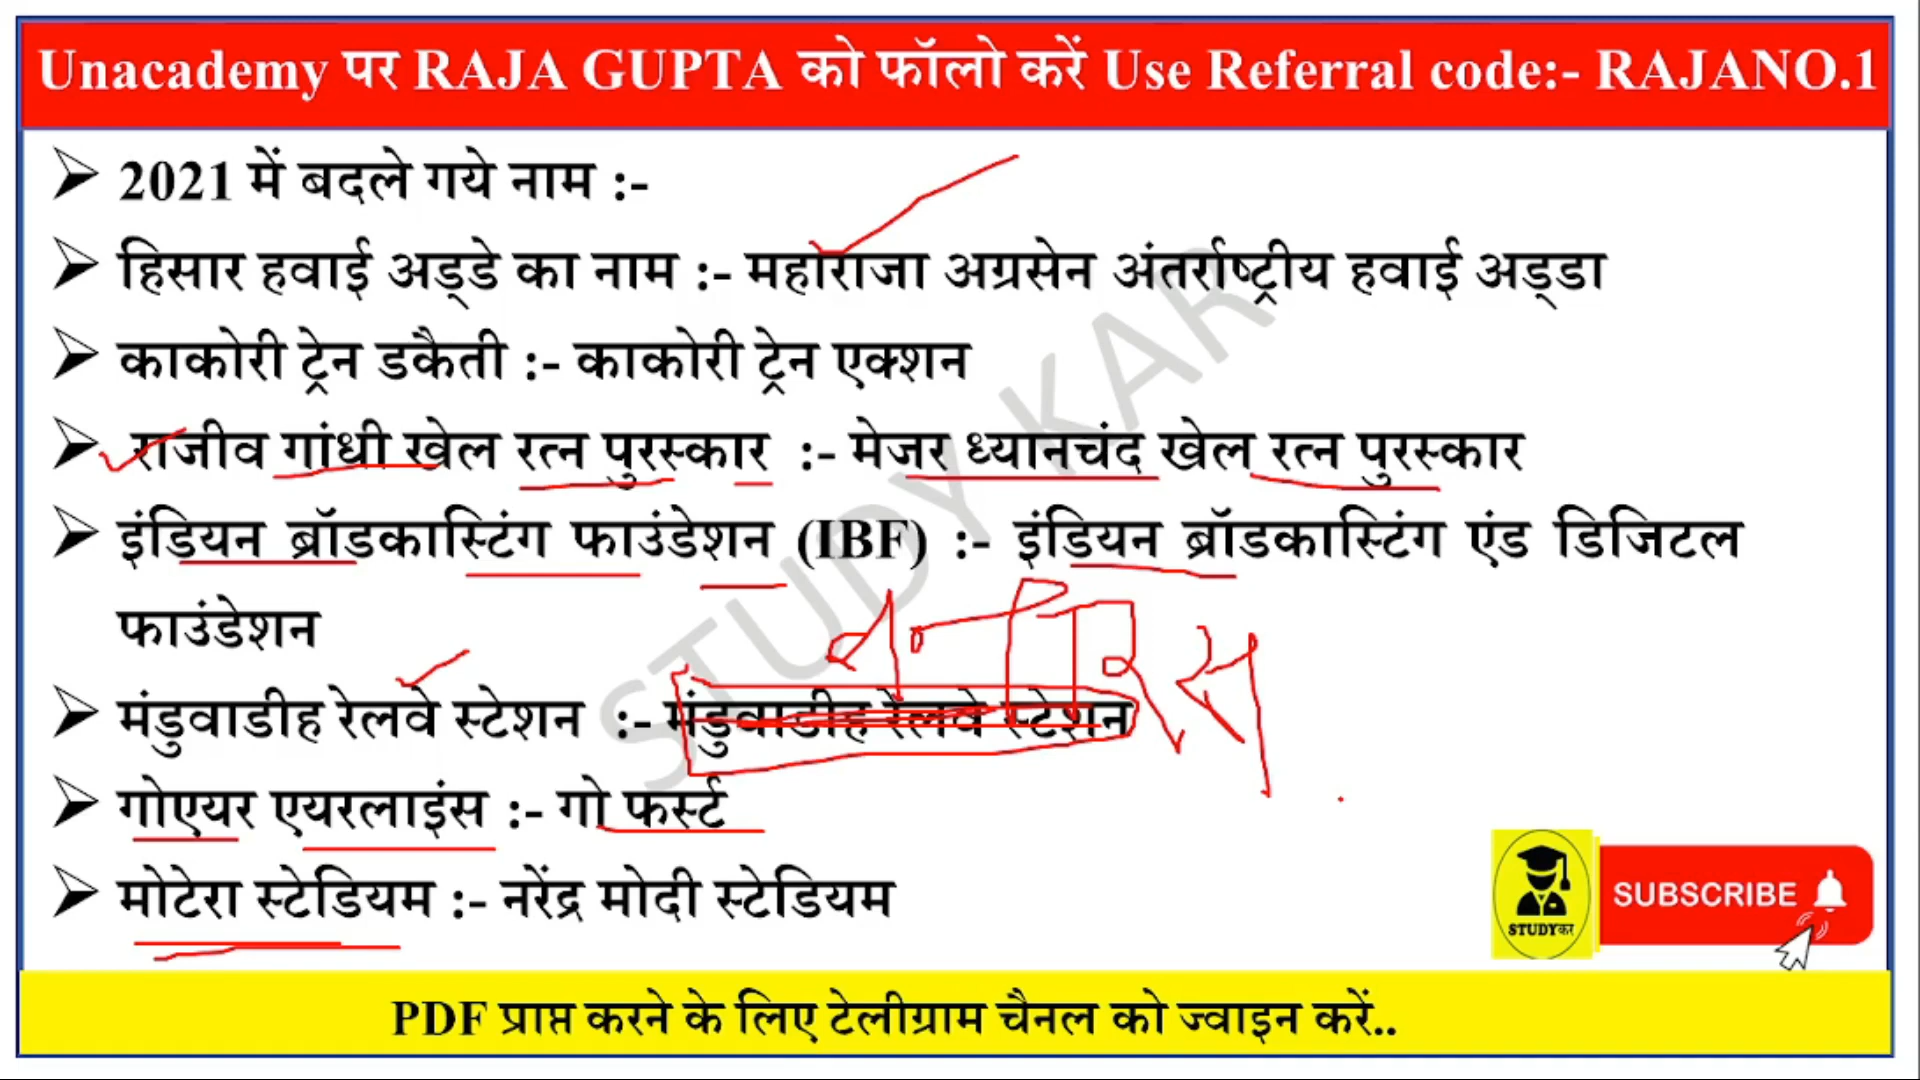 Unacademy पर RAJA GUPTA को फॉलो करें Use Referral code:- RAJANO.1
2021 में बदले गये नाम :-
हिसार हवाई अड्डे का नाम :- महाराजा अग्रसेन अंतर्राष्ट्रीय हवाई अड्डा
काकोरी ट्रेन डकैती :- काकोरी ट्रेन एक्शन
राजीव गांधी खेल रत्न पुरस्कार :- मेजर ध्यानचंद खेल रत्न पुरस्कार
इंडियन ब्रॉडकास्टिंग फाउंडेशन (IBF) :- इंडियन ब्रॉडकास्टिंग एंड डिजिटल
फाउंडेशन
मंडुवाडीह रेलवे स्टेशन :- मंडुवाडीह रेलवे स्टेशन
गोएयर एयरलाइंस :- गो फर्स्ट
मोटेरा स्टेडियम :- नरेंद्र मोदी स्टेडियम
STUDY KAR
STUDYकर
SUBSCRIBE
PDF प्राप्त करने के लिए टेलीग्राम चैनल को ज्वाइन करें..